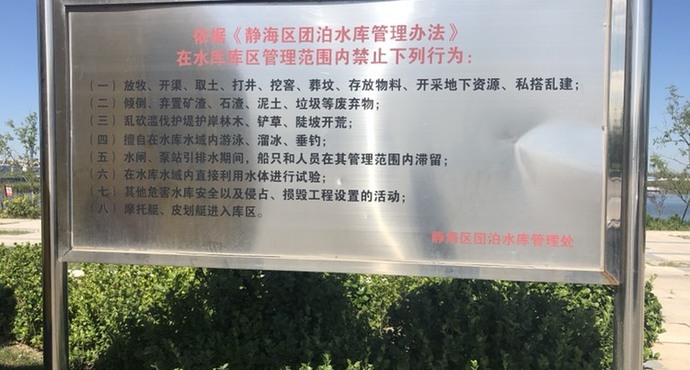 依据《静海区团泊水库管理办法》
在水库库区管理范围内禁止下列行为：
（一）放牧、开渠、取土、打井、挖窖、葬坟、存放物料、开采地下资源、私搭乱建；
（二）倾倒、弃置矿渣、石渣、泥土、垃圾等废弃物；
（三）乱砍滥伐护堤护岸林木、铲草、陡坡开荒；
（四）擅自在水库水域内游泳、溜冰、垂钓；
（五）水闸、泵站引排水期间，船只和人员在其管理范围内滞留；
（六）在水库水域内直接利用水体进行试验；
（七）其他危害水库安全以及侵占、损毁工程设置的活动；
（八）摩托艇、皮划艇进入库区。
静海区团泊水库管理处